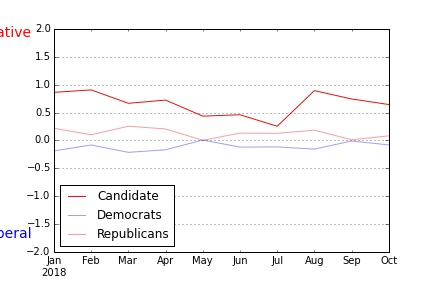 ative
2.0
1.5
1.0
0.5
0.0
−0.5
−1.0
−1.5
−2.0
beral
Candidate
Democrats
Republicans
Jan Feb Mar Apr May Jun Jul Aug Sep Oct
2018